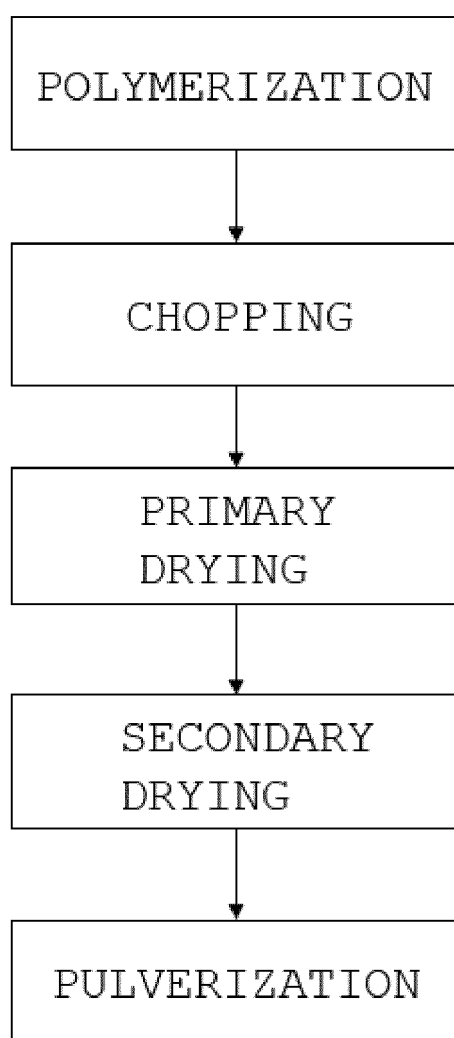 POLYMERIZATION
CHOPPING
PRIMARY
DRYING
SECONDARY
DRYING
PULVERIZATION